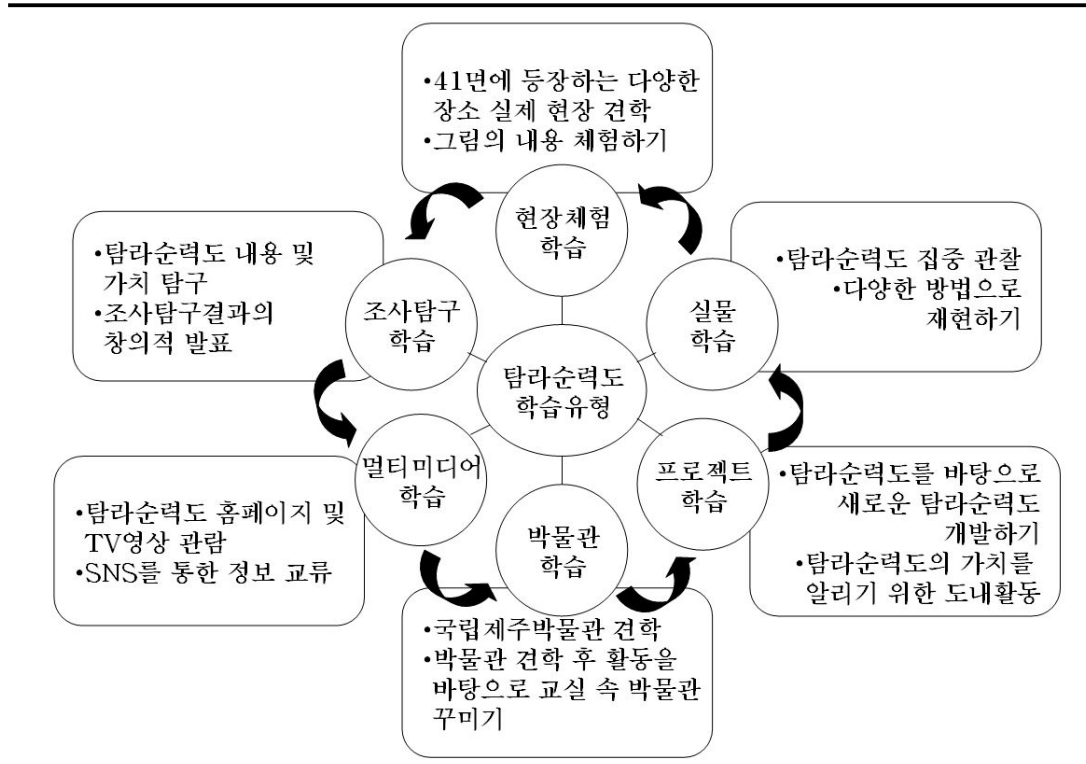 •41면에 등장하는 다양한
장소 실제 현장 견학
•그림의 내용 체험하기
현장체험
학습
•탐라순력도 내용 및
가치 탐구
•조사탐구결과의
창의적 발표
조사탐구
학습
실물
학습
•탐라순력도 집중 관찰
•다양한 방법으로
재현하기
탐라순력도
학습유형
•탐라순력도 홈페이지 및
TV영상 관람
•SNS를 통한 정보 교류
멀티미디어
학습
프로젝트
학습
•탐라순력도를 바탕으로
새로운 탐라순력도
개발하기
•탐라순력도의 가치를
알리기 위한 도내활동
박물관
학습
•국립제주박물관 견학
•박물관 견학 후 활동을
바탕으로 교실 속 박물관
꾸미기